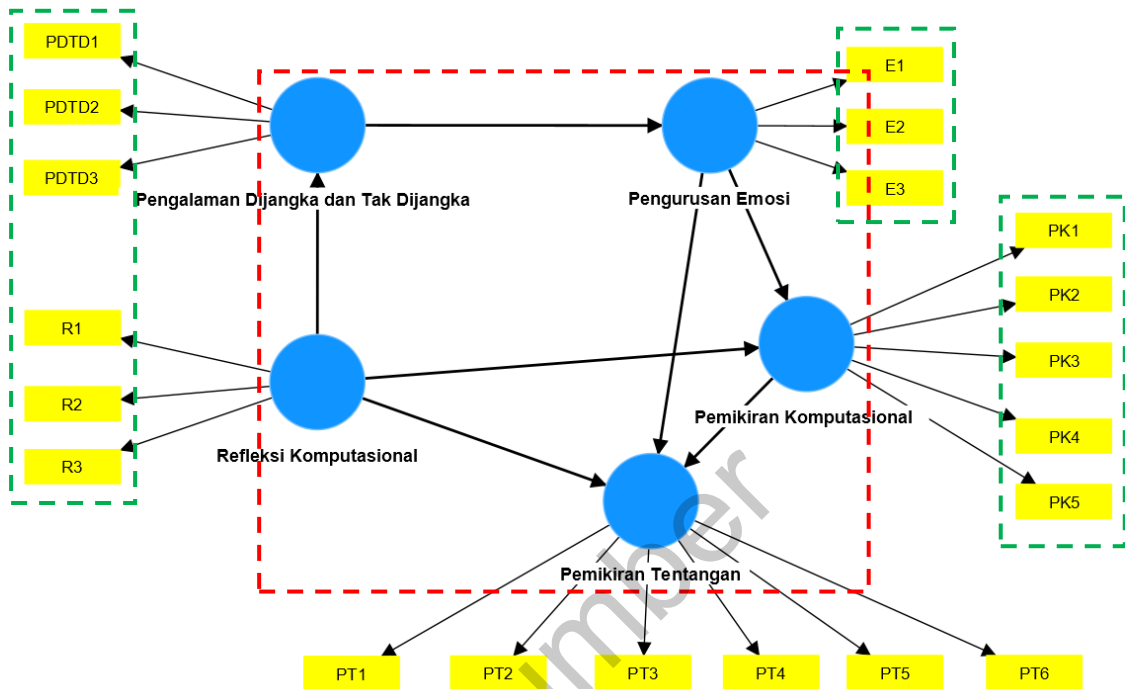 PDTD1
PDTD2
PDTD3
E1
E2
E3
Pengalaman Dijangka dan Tak Dijangka
Pengurusan Emosi
PK1
PK2
PK3
PK4
PK5
R1
R2
R3
Refleksi Komputasional
Pemikiran Komputasional
Pemikiran Tentangan
PT1
PT2
PT3
PT4
PT5
PT6